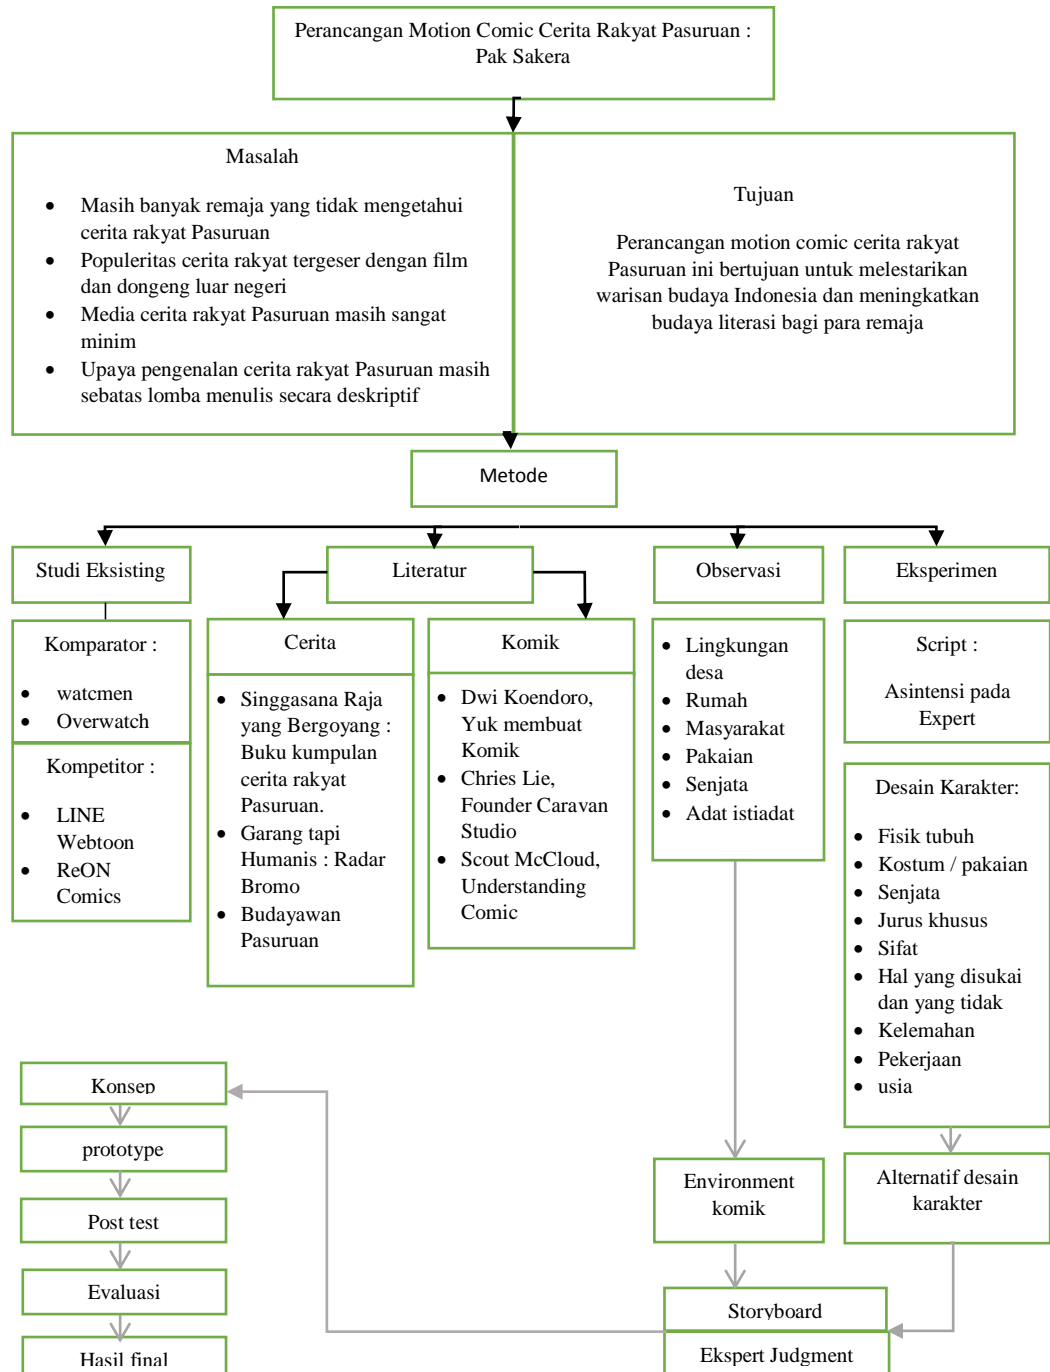 Perancangan Motion Comic Cerita Rakyat Pasuruan :
Pak Sakera
Masalah
• Masih banyak remaja yang tidak mengetahui
cerita rakyat Pasuruan
• Populeritas cerita rakyat tergeser dengan film
dan dongeng luar negeri
• Media cerita rakyat Pasuruan masih sangat
minim
• Upaya pengenalan cerita rakyat Pasuruan masih
sebatas lomba menulis secara deskriptif
Tujuan
Perancangan motion comic cerita rakyat
Pasuruan ini bertujuan untuk melestarikan
warisan budaya Indonesia dan meningkatkan
budaya literasi bagi para remaja
Metode
Studi Eksisting
Literatur
Observasi
Eksperimen
Komparator :
• watcmen
• Overwatch
Kompetitor :
• LINE
Webtoon
• ReON
Comics
Cerita
• Singgasana Raja
yang Bergoyang :
Buku kumpulan
cerita rakyat
Pasuruan.
• Garang tapi
Humanis : Radar
Bromo
• Budayawan
Pasuruan
Komik
• Dwi Koendoro,
Yuk membuat
Komik
• Chries Lie,
Founder Caravan
Studio
• Scout McCloud,
Understanding
Comic
• Lingkungan
desa
• Rumah
• Masyarakat
• Pakaian
• Senjata
• Adat istiadat
Script :
Asintensi pada
Expert
Desain Karakter:
• Fisik tubuh
• Kostum / pakaian
• Senjata
• Jurus khusus
• Sifat
• Hal yang disukai
dan yang tidak
• Kelemahan
• Pekerjaan
• usia
Environment
komik
Alternatif desain
karakter
Storyboard
Ekspert Judgment
Konsep
prototype
Post test
Evaluasi
Hasil final